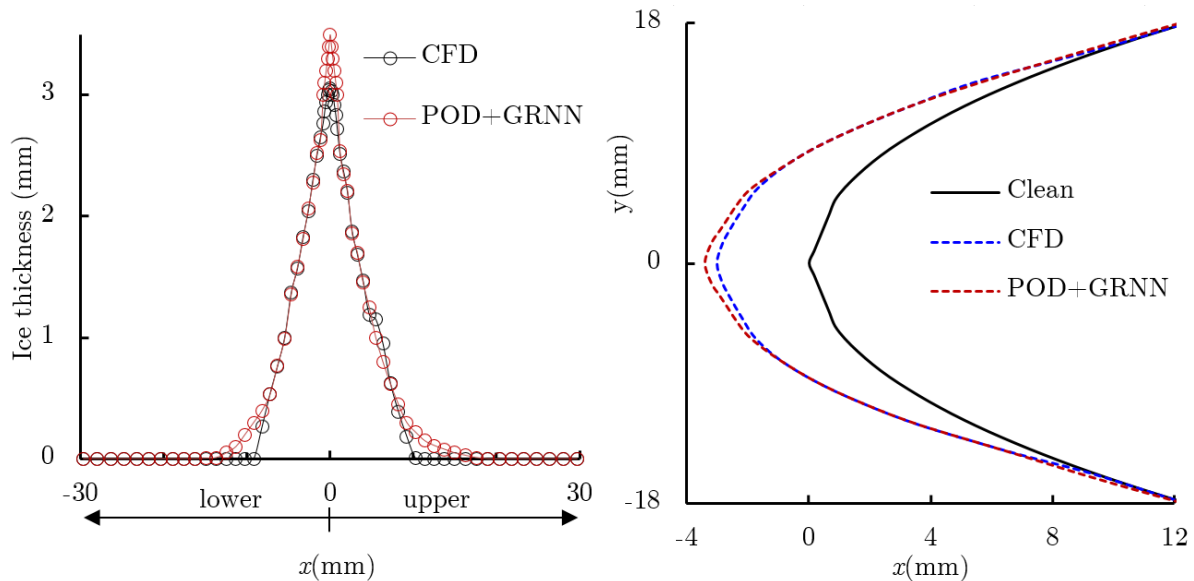 Ice thickness (mm)
3
2
1
0
CFD
POD+GRNN
-30
lower
0
upper
30
x(mm)
y(mm)
18
0
-18
Clean
CFD
POD+GRNN
-4
0
4
8
12
x(mm)